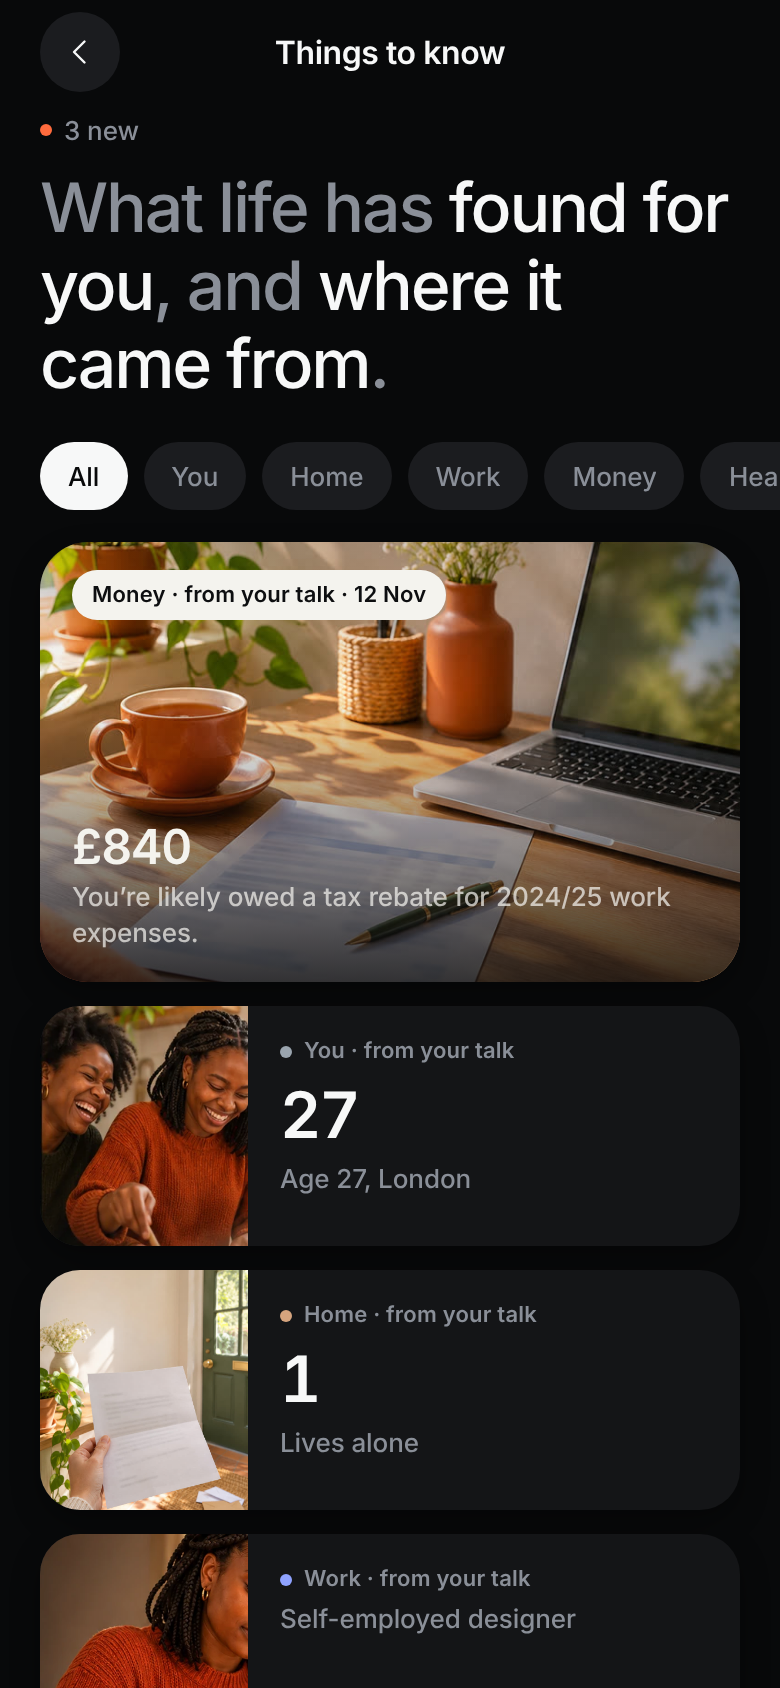 Things to know
3 new
What life has found for
you, and where it
came from.
All
You
Home
Work
Money
Hea
Money · from your talk · 12 Nov
£840
You’re likely owed a tax rebate for 2024/25 work
expenses.
You · from your talk
27
Age 27, London
Home · from your talk
1
Lives alone
Work · from your talk
Self-employed designer